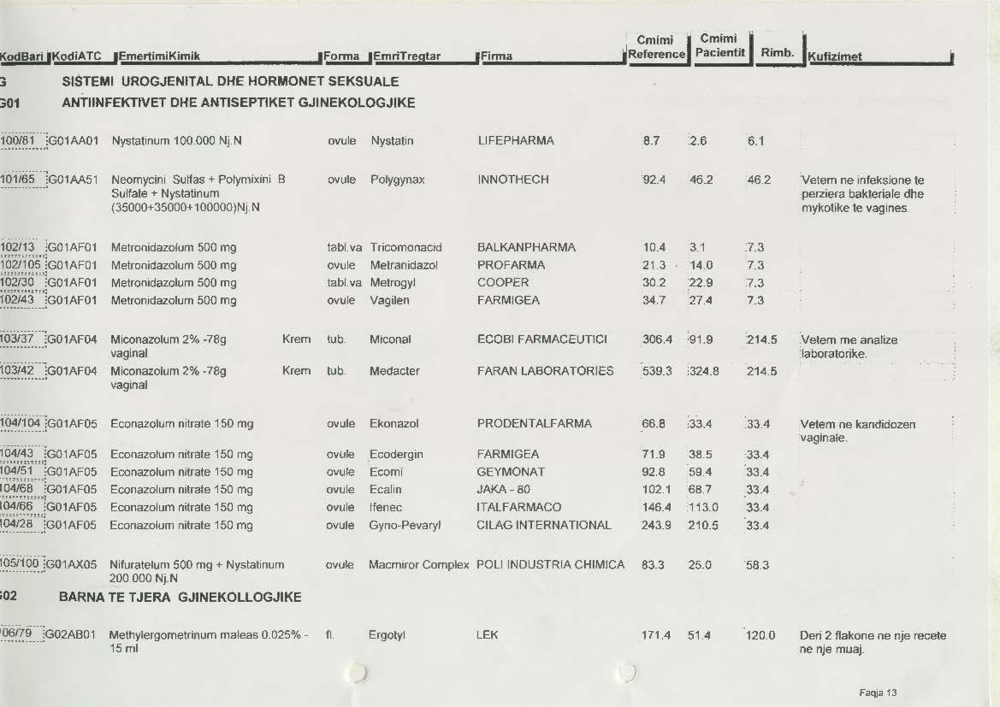 Cmimi Cmimi
KodBari KodiATC EmertimiKimik Forma EmriTregtar Firma Reference Pacientit Rimb. Kufizimet
G SISTEMI UROGJENITAL DHE HORMONET SEKSUALE
G01 ANTIINFEKTIVET DHE ANTISEPTIKET GJINEKOLOGJIKE
100/81 G01AA01 Nystatinum 100.000 Nj.N ovule Nystatin LIFEPHARMA 8.7 2.6 6.1
101/65 G01AA51 Neomycini Sulfas + Polymixini B ovule Polygynax INNOTHECH 92.4 46.2 46.2 Vetem ne infeksione te
Sulfate + Nystatinum perziera bakteriale dhe
(35000+35000+100000)Nj.N mykotike te vagines.
102/13 G01AF01 Metronidazolum 500 mg tabl.va Tricomonacid BALKANPHARMA 10.4 3.1 7.3
102/105 G01AF01 Metronidazolum 500 mg ovule Metranidazol PROFARMA 21.3 14.0 7.3
102/30 G01AF01 Metronidazolum 500 mg tabl.va Metrogyl COOPER 30.2 22.9 7.3
102/43 G01AF01 Metronidazolum 500 mg ovule Vagilen FARMIGEA 34.7 27.4 7.3
103/37 G01AF04 Miconazolum 2% -78g Krem tub. Miconal ECOBI FARMACEUTICI 306.4 91.9 214.5 Vetem me analize
vaginal laboratorike.
103/42 G01AF04 Miconazolum 2% -78g Krem tub. Medacter FARAN LABORATORIES 539.3 324.8 214.5
vaginal
104/104 G01AF05 Econazolum nitrate 150 mg ovule Ekonazol PRODENTALFARMA 66.8 33.4 33.4 Vetem ne kandidozen
vaginale.
104/43 G01AF05 Econazolum nitrate 150 mg ovule Ecodergin FARMIGEA 71.9 38.5 33.4
104/51 G01AF05 Econazolum nitrate 150 mg ovule Ecomi GEYMONAT 92.8 59.4 33.4
104/68 G01AF05 Econazolum nitrate 150 mg ovule Ecalin JAKA - 80 102.1 68.7 33.4
104/66 G01AF05 Econazolum nitrate 150 mg ovule Ifenec ITALFARMACO 146.4 113.0 33.4
104/28 G01AF05 Econazolum nitrate 150 mg ovule Gyno-Pevaryl CILAG INTERNATIONAL 243.9 210.5 33.4
105/100 G01AX05 Nifuratelum 500 mg + Nystatinum ovule Macmiror Complex POLI INDUSTRIA CHIMICA 83.3 25.0 58.3
200.000 Nj.N
G02 BARNA TE TJERA GJINEKOLLOGJIKE
106/79 G02AB01 Methylergometrinum maleas 0.025% - fl. Ergotyl LEK 171.4 51.4 120.0 Deri 2 flakone ne nje recete
15 ml ne nje muaj.
Faqja 13